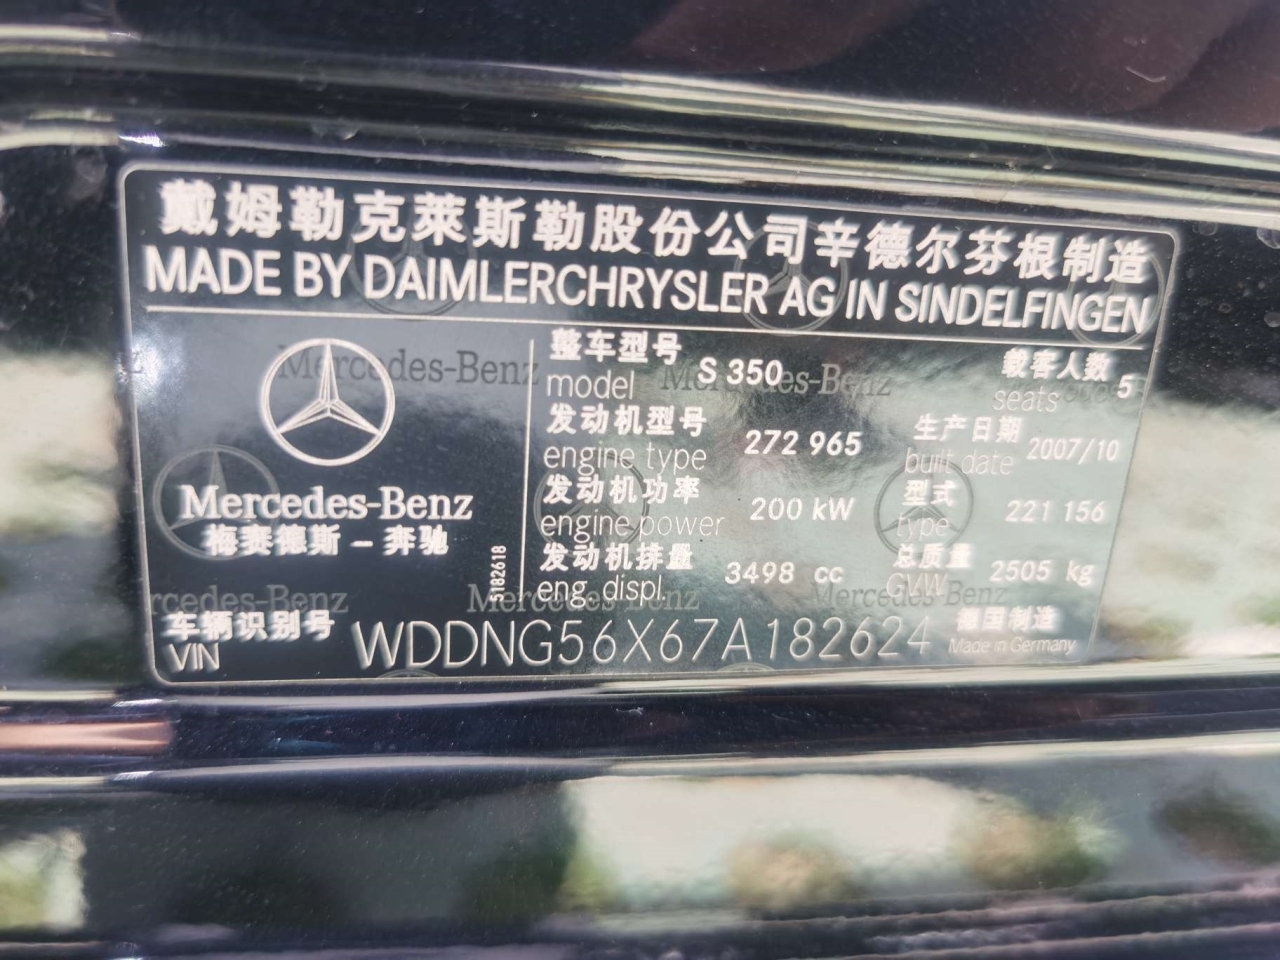 戴姆勒克莱斯勒股份公司辛德尔芬根制造
MADE BY DAIMLERCHRYSLER AG IN SINDELFINGEN
Mercedes-Benz
梅赛德斯 – 奔驰
5182618
整车型号 S 350 载客人数 5
model seats
发动机型号 272 965 生产日期 2007/10
engine type built date
发动机功率 200 kW 型式 221 156
engine power type
发动机排量 3498 cc 总质量 2505 kg
eng. displ. GMW
车辆识别号 WDDNG56X67A182624 德国制造
VIN Made in Germany